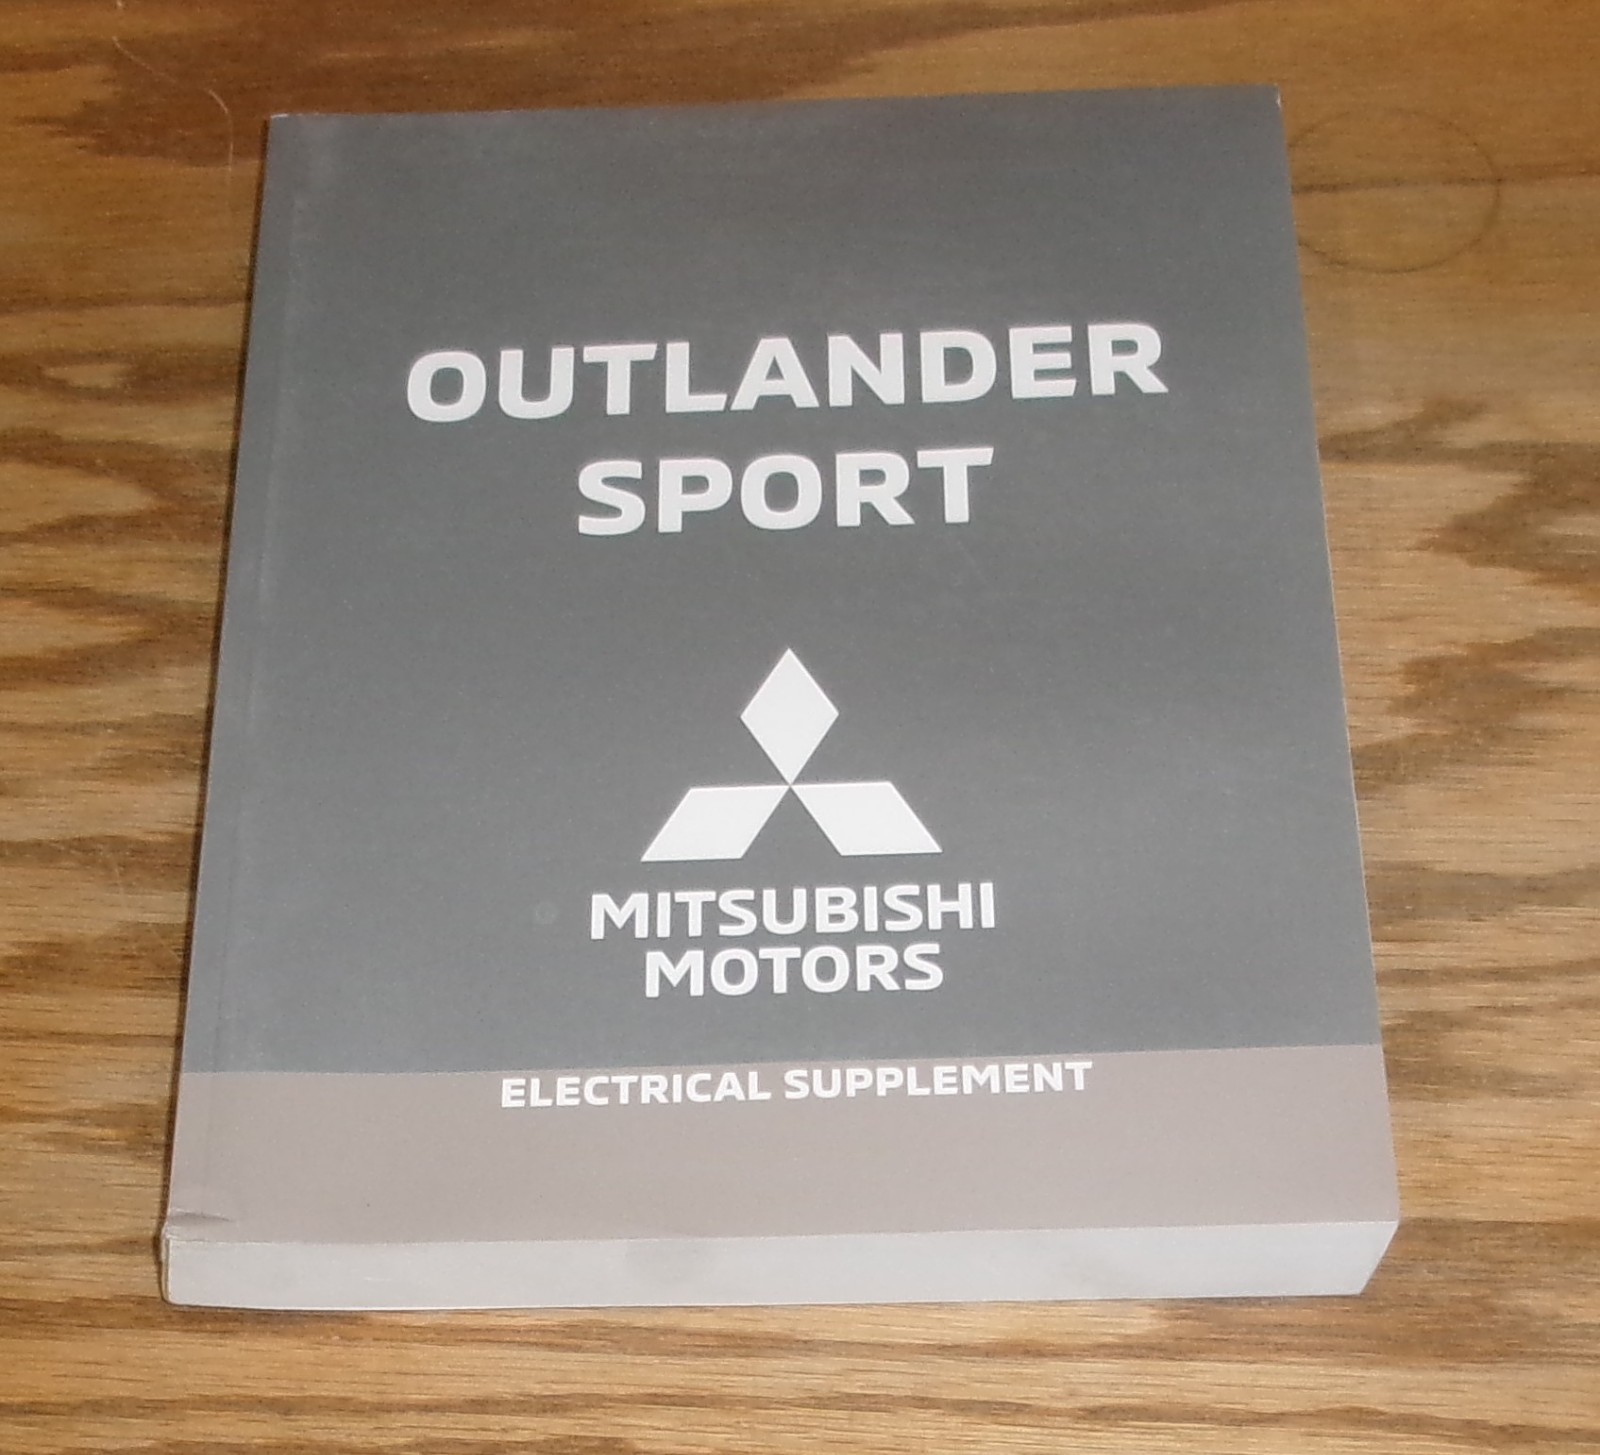 OUTLANDER
SPORT
MITSUBISHI
MOTORS
ELECTRICAL SUPPLEMENT